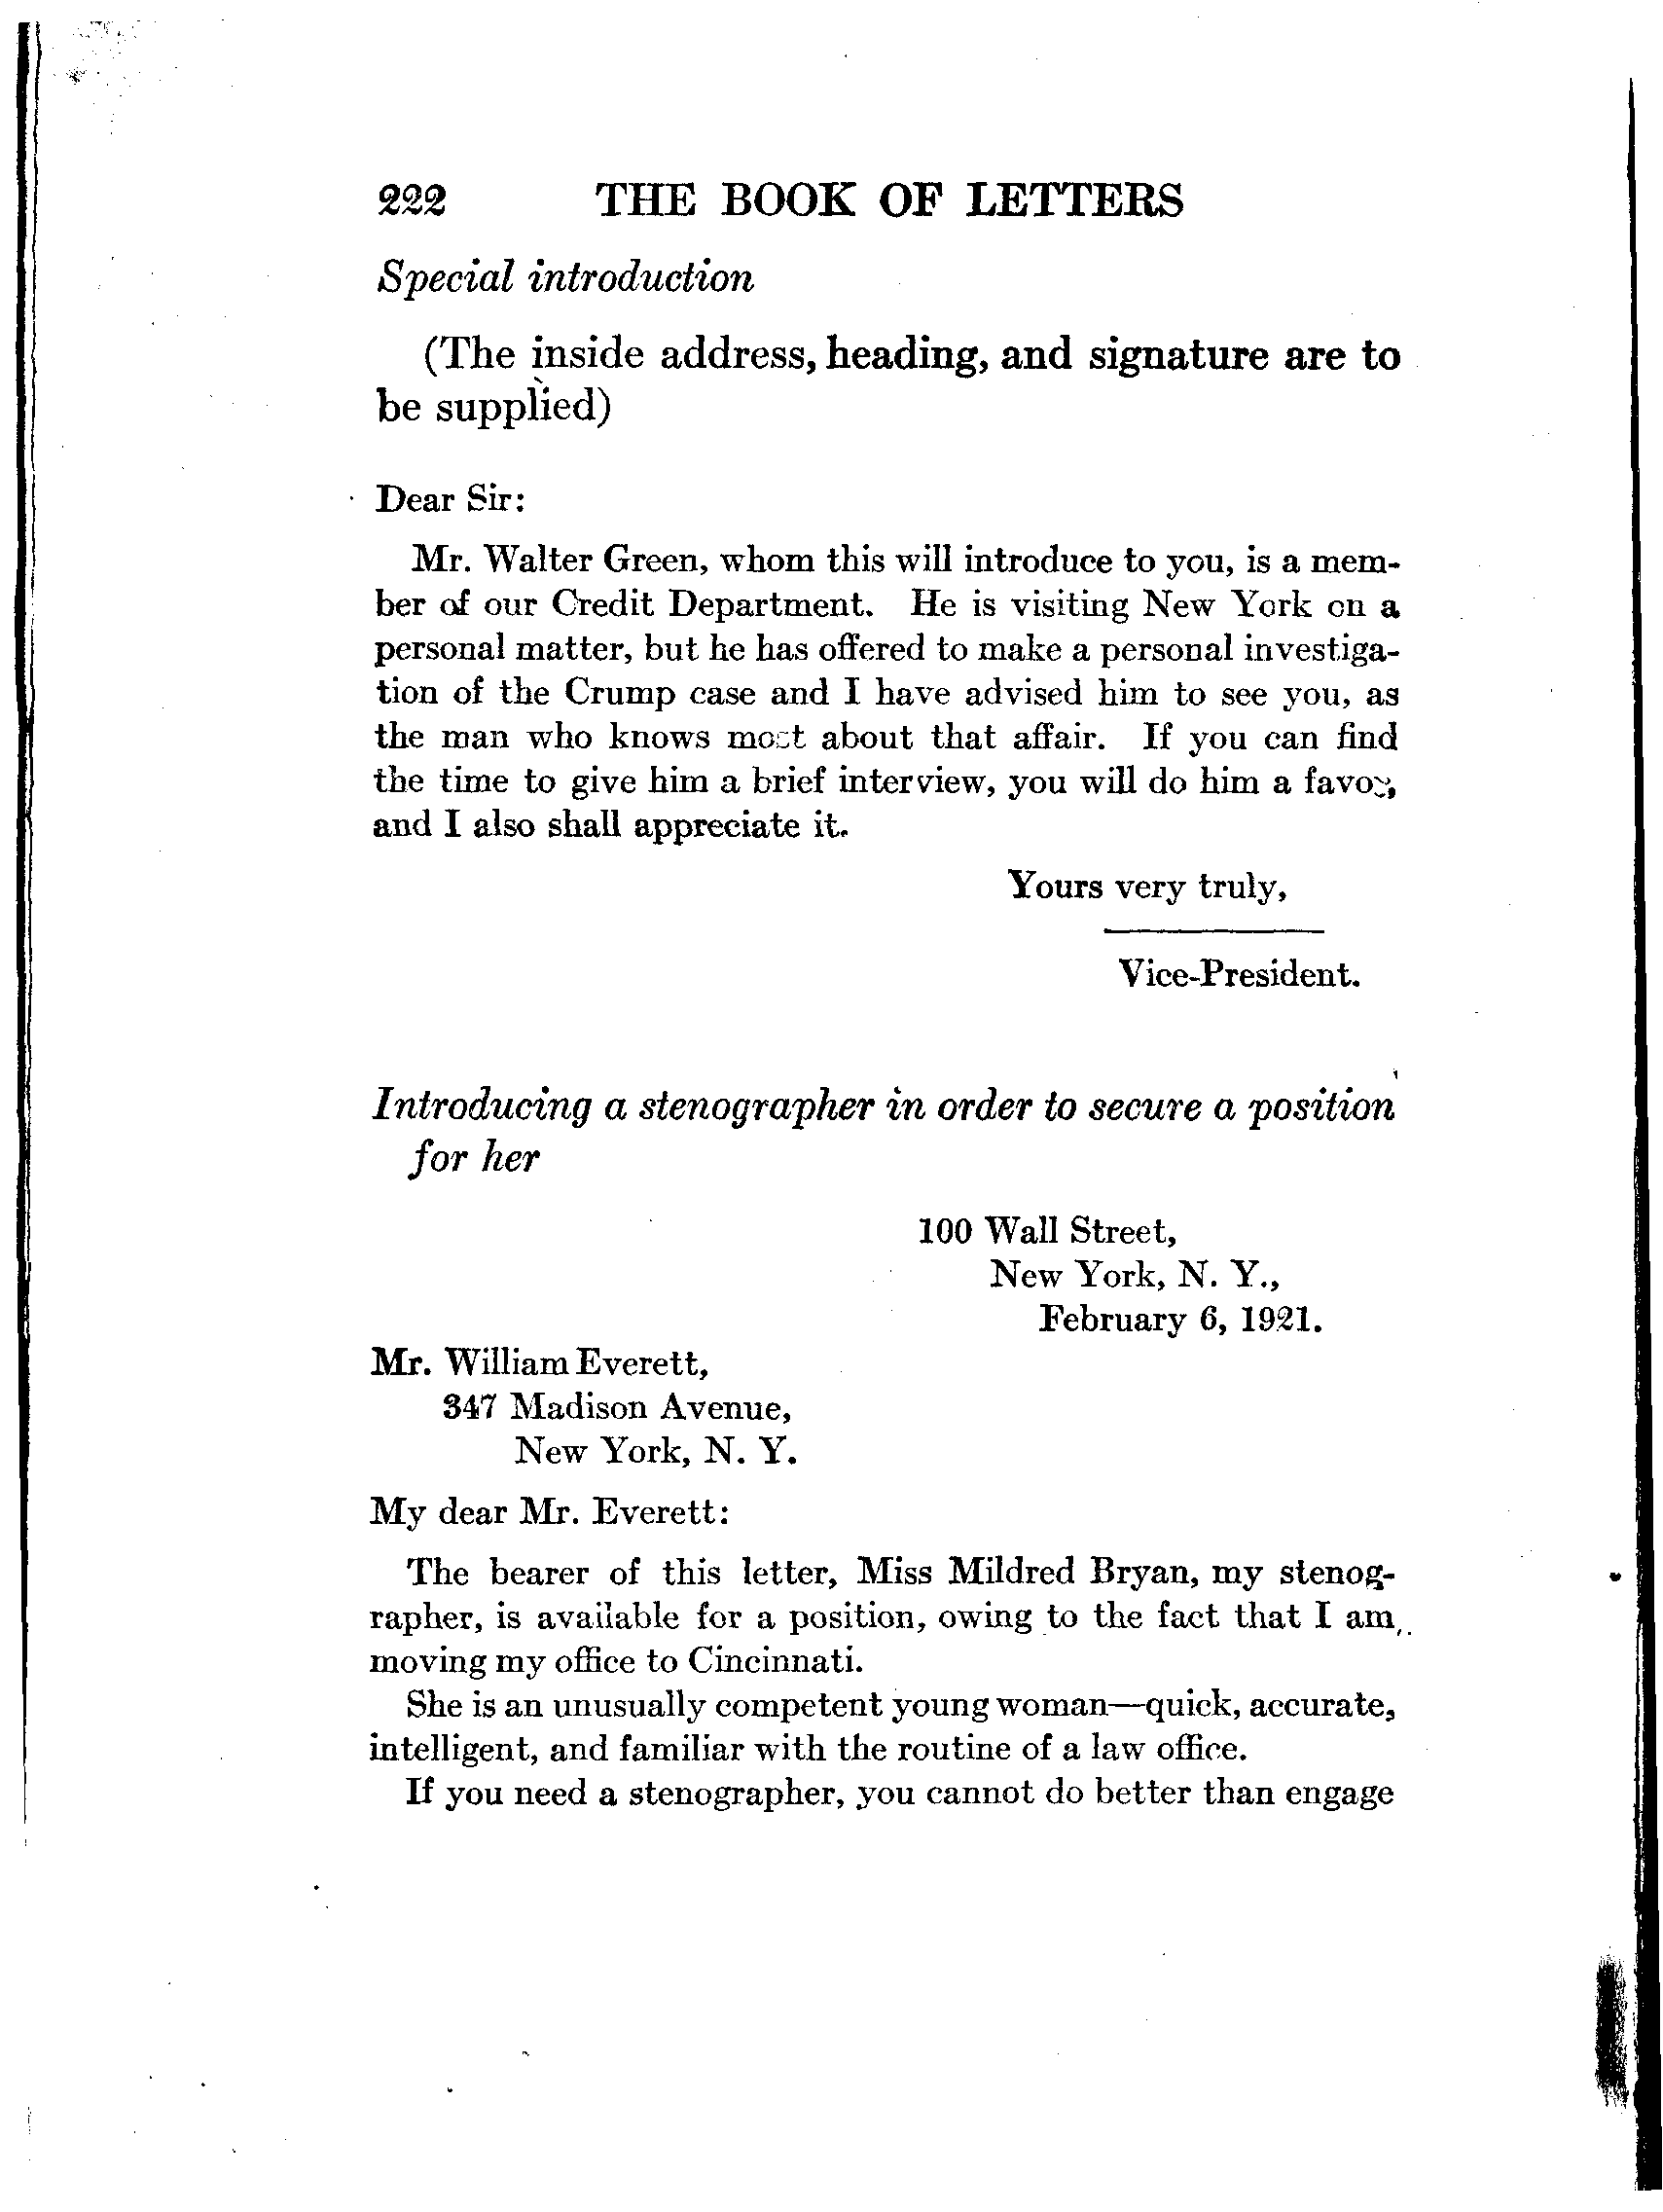 222 THE BOOK OF LETTERS
Special introduction
(The inside address, heading, and signature are to
be supplied)
Dear Sir:
Mr. Walter Green, whom this will introduce to you, is a mem-
ber of our Credit Department. He is visiting New York on a
personal matter, but he has offered to make a personal investiga-
tion of the Crump case and I have advised him to see you, as
the man who knows most about that affair. If you can find
the time to give him a brief interview, you will do him a favor,
and I also shall appreciate it.
Yours very truly,
Vice-President.
Introducing a stenographer in order to secure a position
for her
100 Wall Street,
New York, N. Y.,
February 6, 1921.
Mr. William Everett,
347 Madison Avenue,
New York, N. Y.
My dear Mr. Everett:
The bearer of this letter, Miss Mildred Bryan, my stenog-
rapher, is available for a position, owing to the fact that I am
moving my office to Cincinnati.
She is an unusually competent young woman—quick, accurate,
intelligent, and familiar with the routine of a law office.
If you need a stenographer, you cannot do better than engage